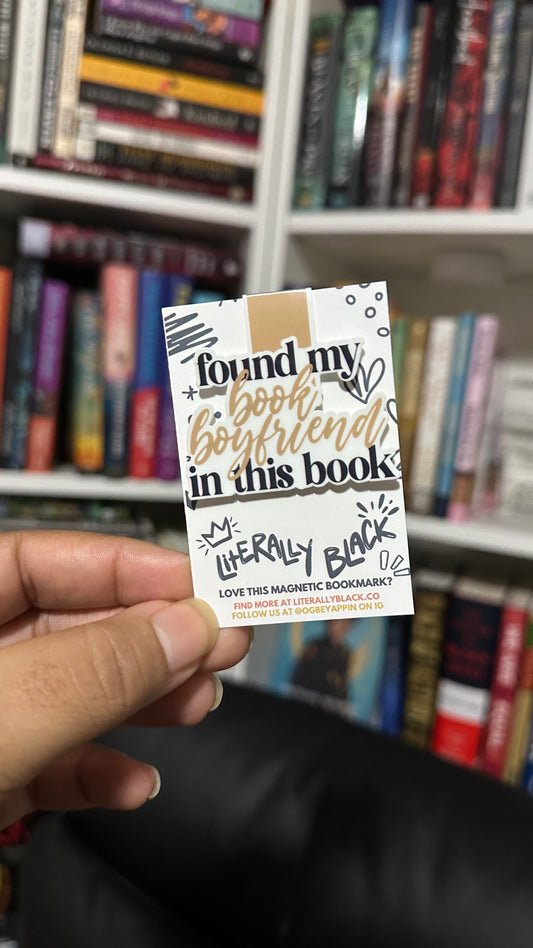 found my
book
boyfriend
in this book
LITERALLY BLACK
LOVE THIS MAGNETIC BOOKMARK?
FIND MORE AT LITERALLYBLACK.CO
FOLLOW US AT @OGBEYAPPIN ON IG